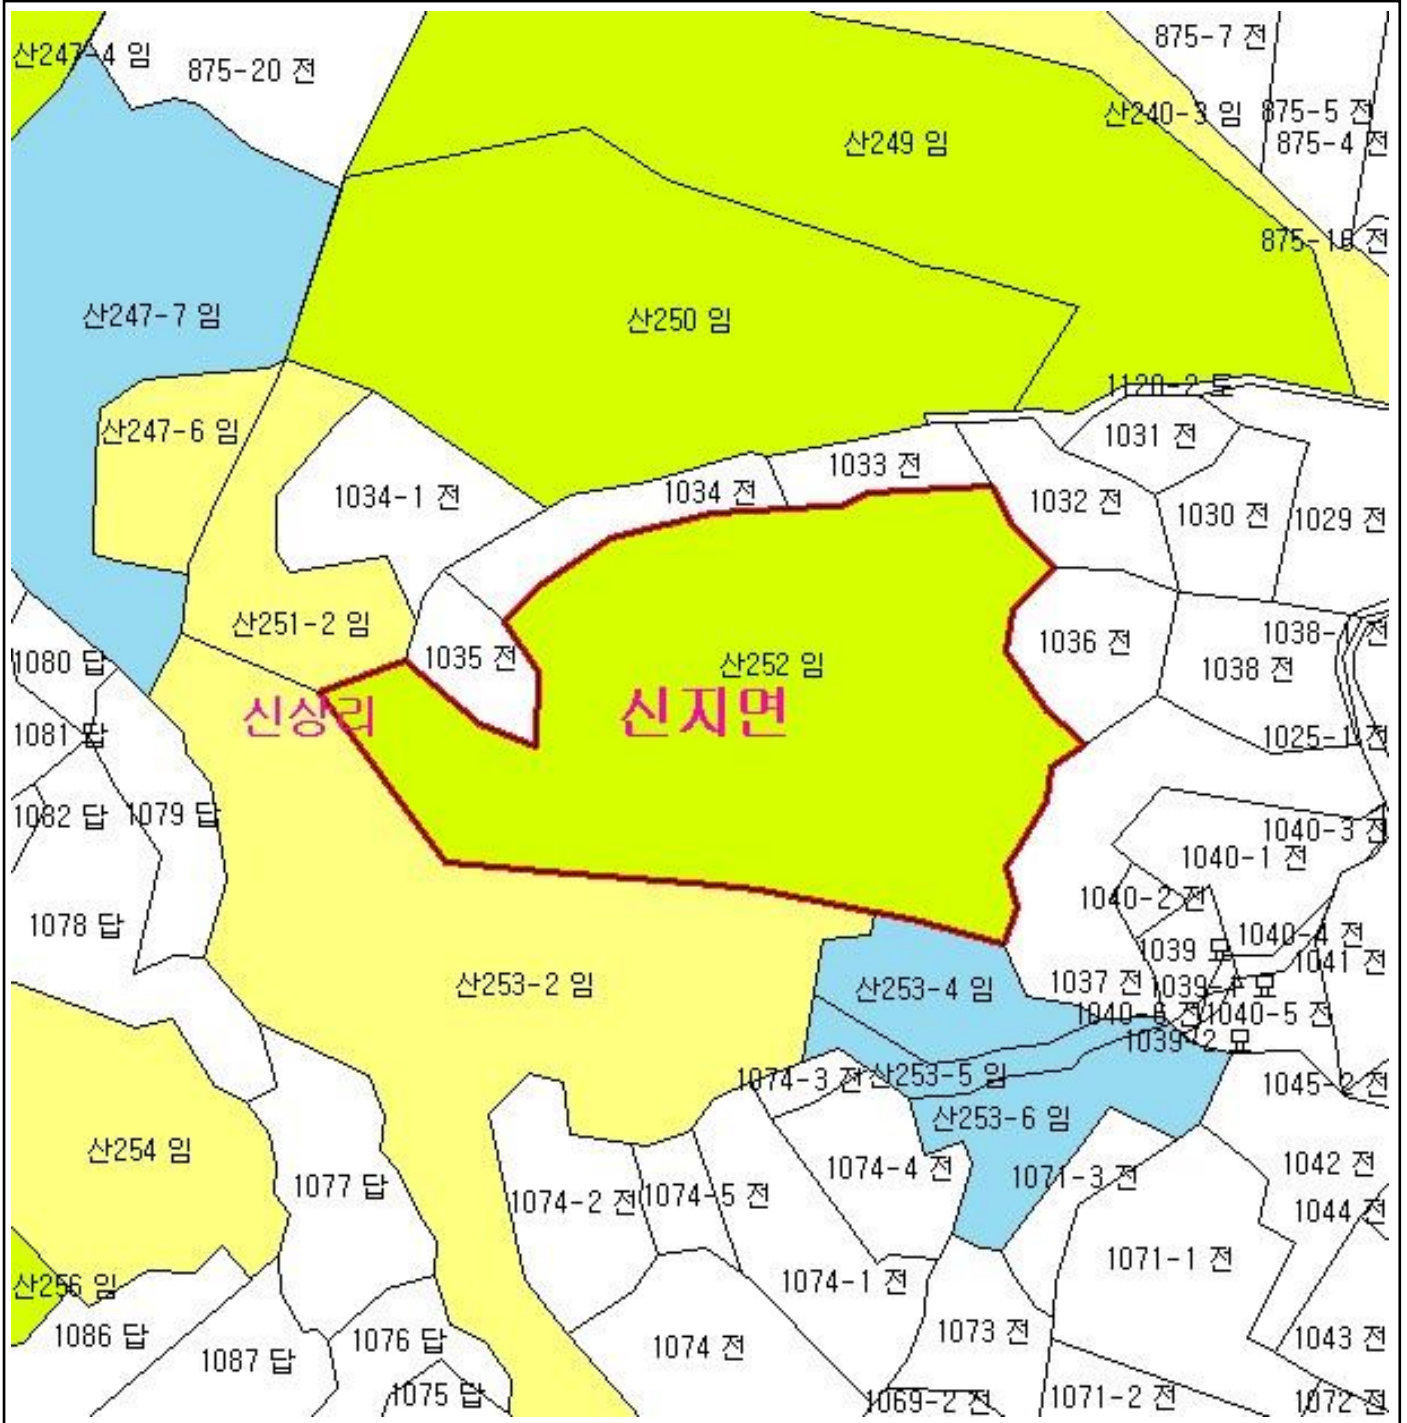 875-7 전
산247-4 임
875-20 전
산240-3 임
875-5 전
875-4 전
산249 임
875-18 전
산247-7 임
산250 임
1120-2 도
산247-6 임
1031 전
1033 전
1034 전
1034-1 전
1032 전
1030 전
1029 전
산251-2 임
1038-1 전
1036 전
1035 전
1080 답
산252 임
1038 전
신상리
신지면
1081 답
1025-1 전
1082 답
1079 답
1040-3 전
1040-1 전
1040-2 전
1078 답
1040-4 전
1039 묘
1041 전
산253-2 임
산253-4 임
1037 전
1039-1 묘
1040-6 전
1040-5 전
1039-2 묘
1074-3 전
산253-5 임
1045-2 전
산253-6 임
산254 임
1074-4 전
1071-3 전
1042 전
1077 답
1074-2 전
1074-5 전
1044 전
1071-1 전
산256 임
1074-1 전
1086 답
1076 답
1073 전
1043 전
1087 답
1074 전
1075 답
1069-2 전
1071-2 전
1072 전